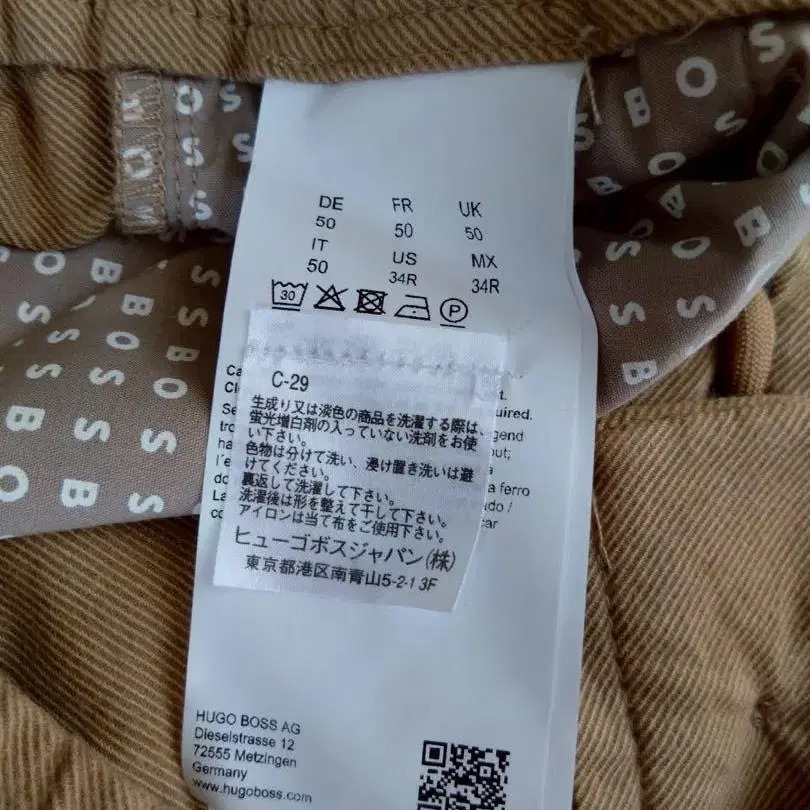 DE FR UK
50 50 50
IT US MX
50 34R 34R
30 P
C-29
生成り又は淡色の商品を洗濯する際は、
蛍光増白剤の入っていない洗剤をお使
い下さい。
色物は分けて洗い、浸け置き洗いは避
けてください。
裏返して洗濯して下さい。
洗濯後は形を整えて干して下さい。
アイロンは当て布をご使用下さい。
ヒューゴボスジャパン(株)
東京都港区南青山5-2-1 3F
HUGO BOSS AG
Dieselstrasse 12
72555 Metzingen
Germany
www.hugoboss.com
BOSS